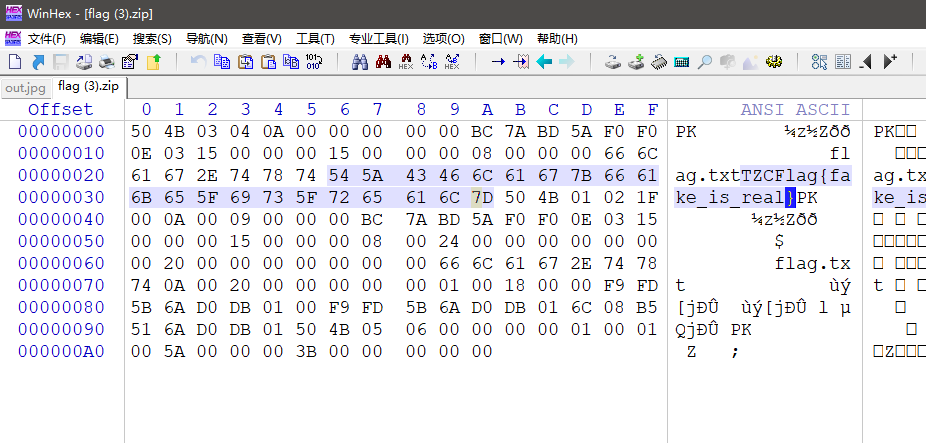 WinHex - [flag (3).zip]
文件(F) 编辑(E) 搜索(S) 导航(N) 查看(V) 工具(T) 专业工具(I) 选项(O) 窗口(W) 帮助(H)
out.jpg flag (3).zip
Offset 0 1 2 3 4 5 6 7 8 9 A B C D E F ANSI ASCII
00000000 50 4B 03 04 0A 00 00 00 00 00 BC 7A BD 5A F0 F0 PK ¼z½Zðð PK□□
00000010 0E 03 15 00 00 00 15 00 00 00 08 00 00 00 66 6C fl □□□□
00000020 61 67 2E 74 78 74 54 5A 43 46 6C 61 67 7B 66 61 ag.txtTZCFlag{fa ag.txt
00000030 6B 65 5F 69 73 5F 72 65 61 6C 7D 50 4B 01 02 1F ke_is_real}PK ke_is
00000040 00 0A 00 09 00 00 00 BC 7A BD 5A F0 F0 0E 03 15 ¼z½Zðð □ □ □
00000050 00 00 00 15 00 00 00 08 00 24 00 00 00 00 00 00 $ □□□□□
00000060 00 20 00 00 00 00 00 00 00 66 6C 61 67 2E 74 78 flag.tx □ □□□□
00000070 74 0A 00 20 00 00 00 00 00 01 00 18 00 00 F9 FD t ùý t □ □□
00000080 5B 6A D0 DB 01 00 F9 FD 5B 6A D0 DB 01 6C 08 B5 [jÐÛ ùý[jÐÛ l µ □
00000090 51 6A D0 DB 01 50 4B 05 06 00 00 00 00 01 00 01 QjÐÛ PK □
000000A0 00 5A 00 00 00 3B 00 00 00 00 00 Z ; □Z□□□